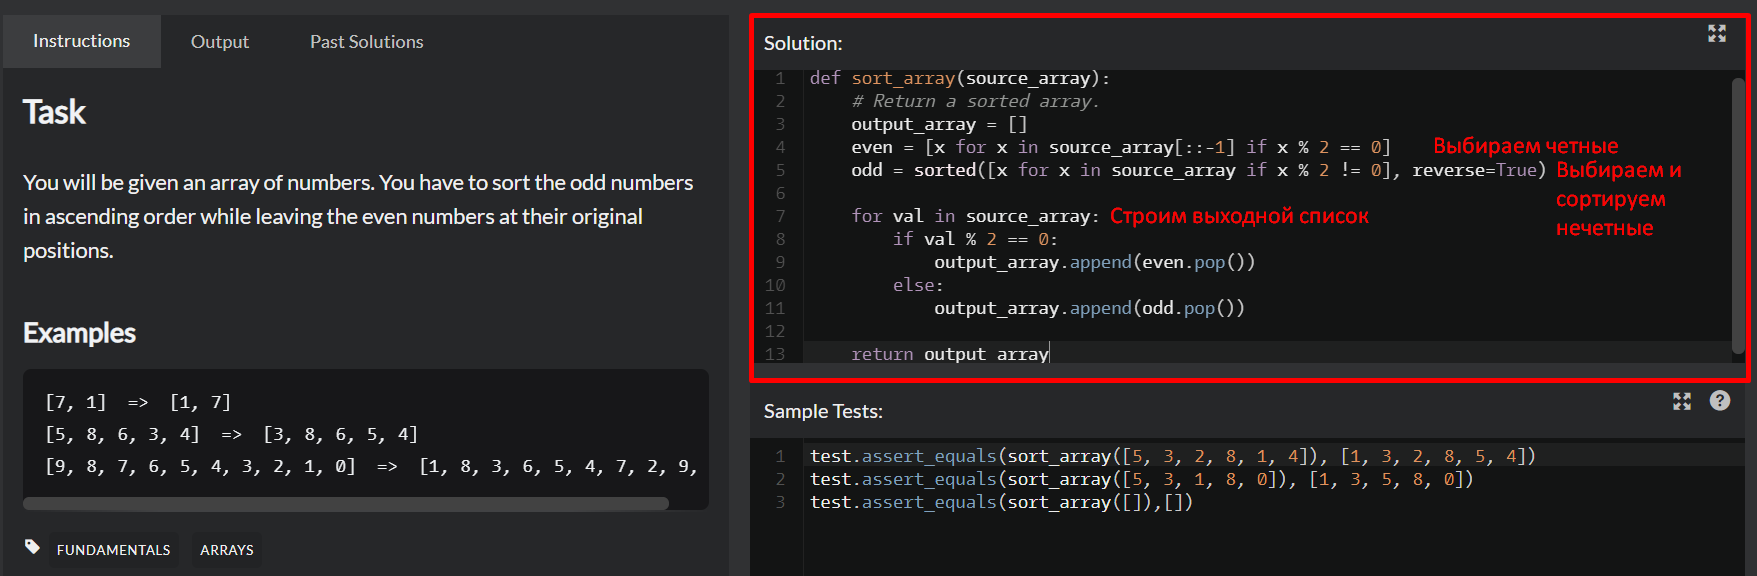 Instructions Output Past Solutions
Task
You will be given an array of numbers. You have to sort the odd numbers
in ascending order while leaving the even numbers at their original
positions.
Examples
[7, 1]  =>  [1, 7]
[5, 8, 6, 3, 4]  =>  [3, 8, 6, 5, 4]
[9, 8, 7, 6, 5, 4, 3, 2, 1, 0]  =>  [1, 8, 3, 6, 5, 4, 7, 2, 9,
FUNDAMENTALS ARRAYS
Solution:
1 def sort_array(source_array):
2     # Return a sorted array.
3     output_array = []
4     even = [x for x in source_array[::-1] if x % 2 == 0] Выбираем четные
5     odd = sorted([x for x in source_array if x % 2 != 0], reverse=True) Выбираем и
сортируем
нечетные
6
7     for val in source_array: Строим выходной список
8         if val % 2 == 0:
9             output_array.append(even.pop())
10         else:
11             output_array.append(odd.pop())
12
13     return output_array
Sample Tests:
?
1 test.assert_equals(sort_array([5, 3, 2, 8, 1, 4]), [1, 3, 2, 8, 5, 4])
2 test.assert_equals(sort_array([5, 3, 1, 8, 0]), [1, 3, 5, 8, 0])
3 test.assert_equals(sort_array([]),[])